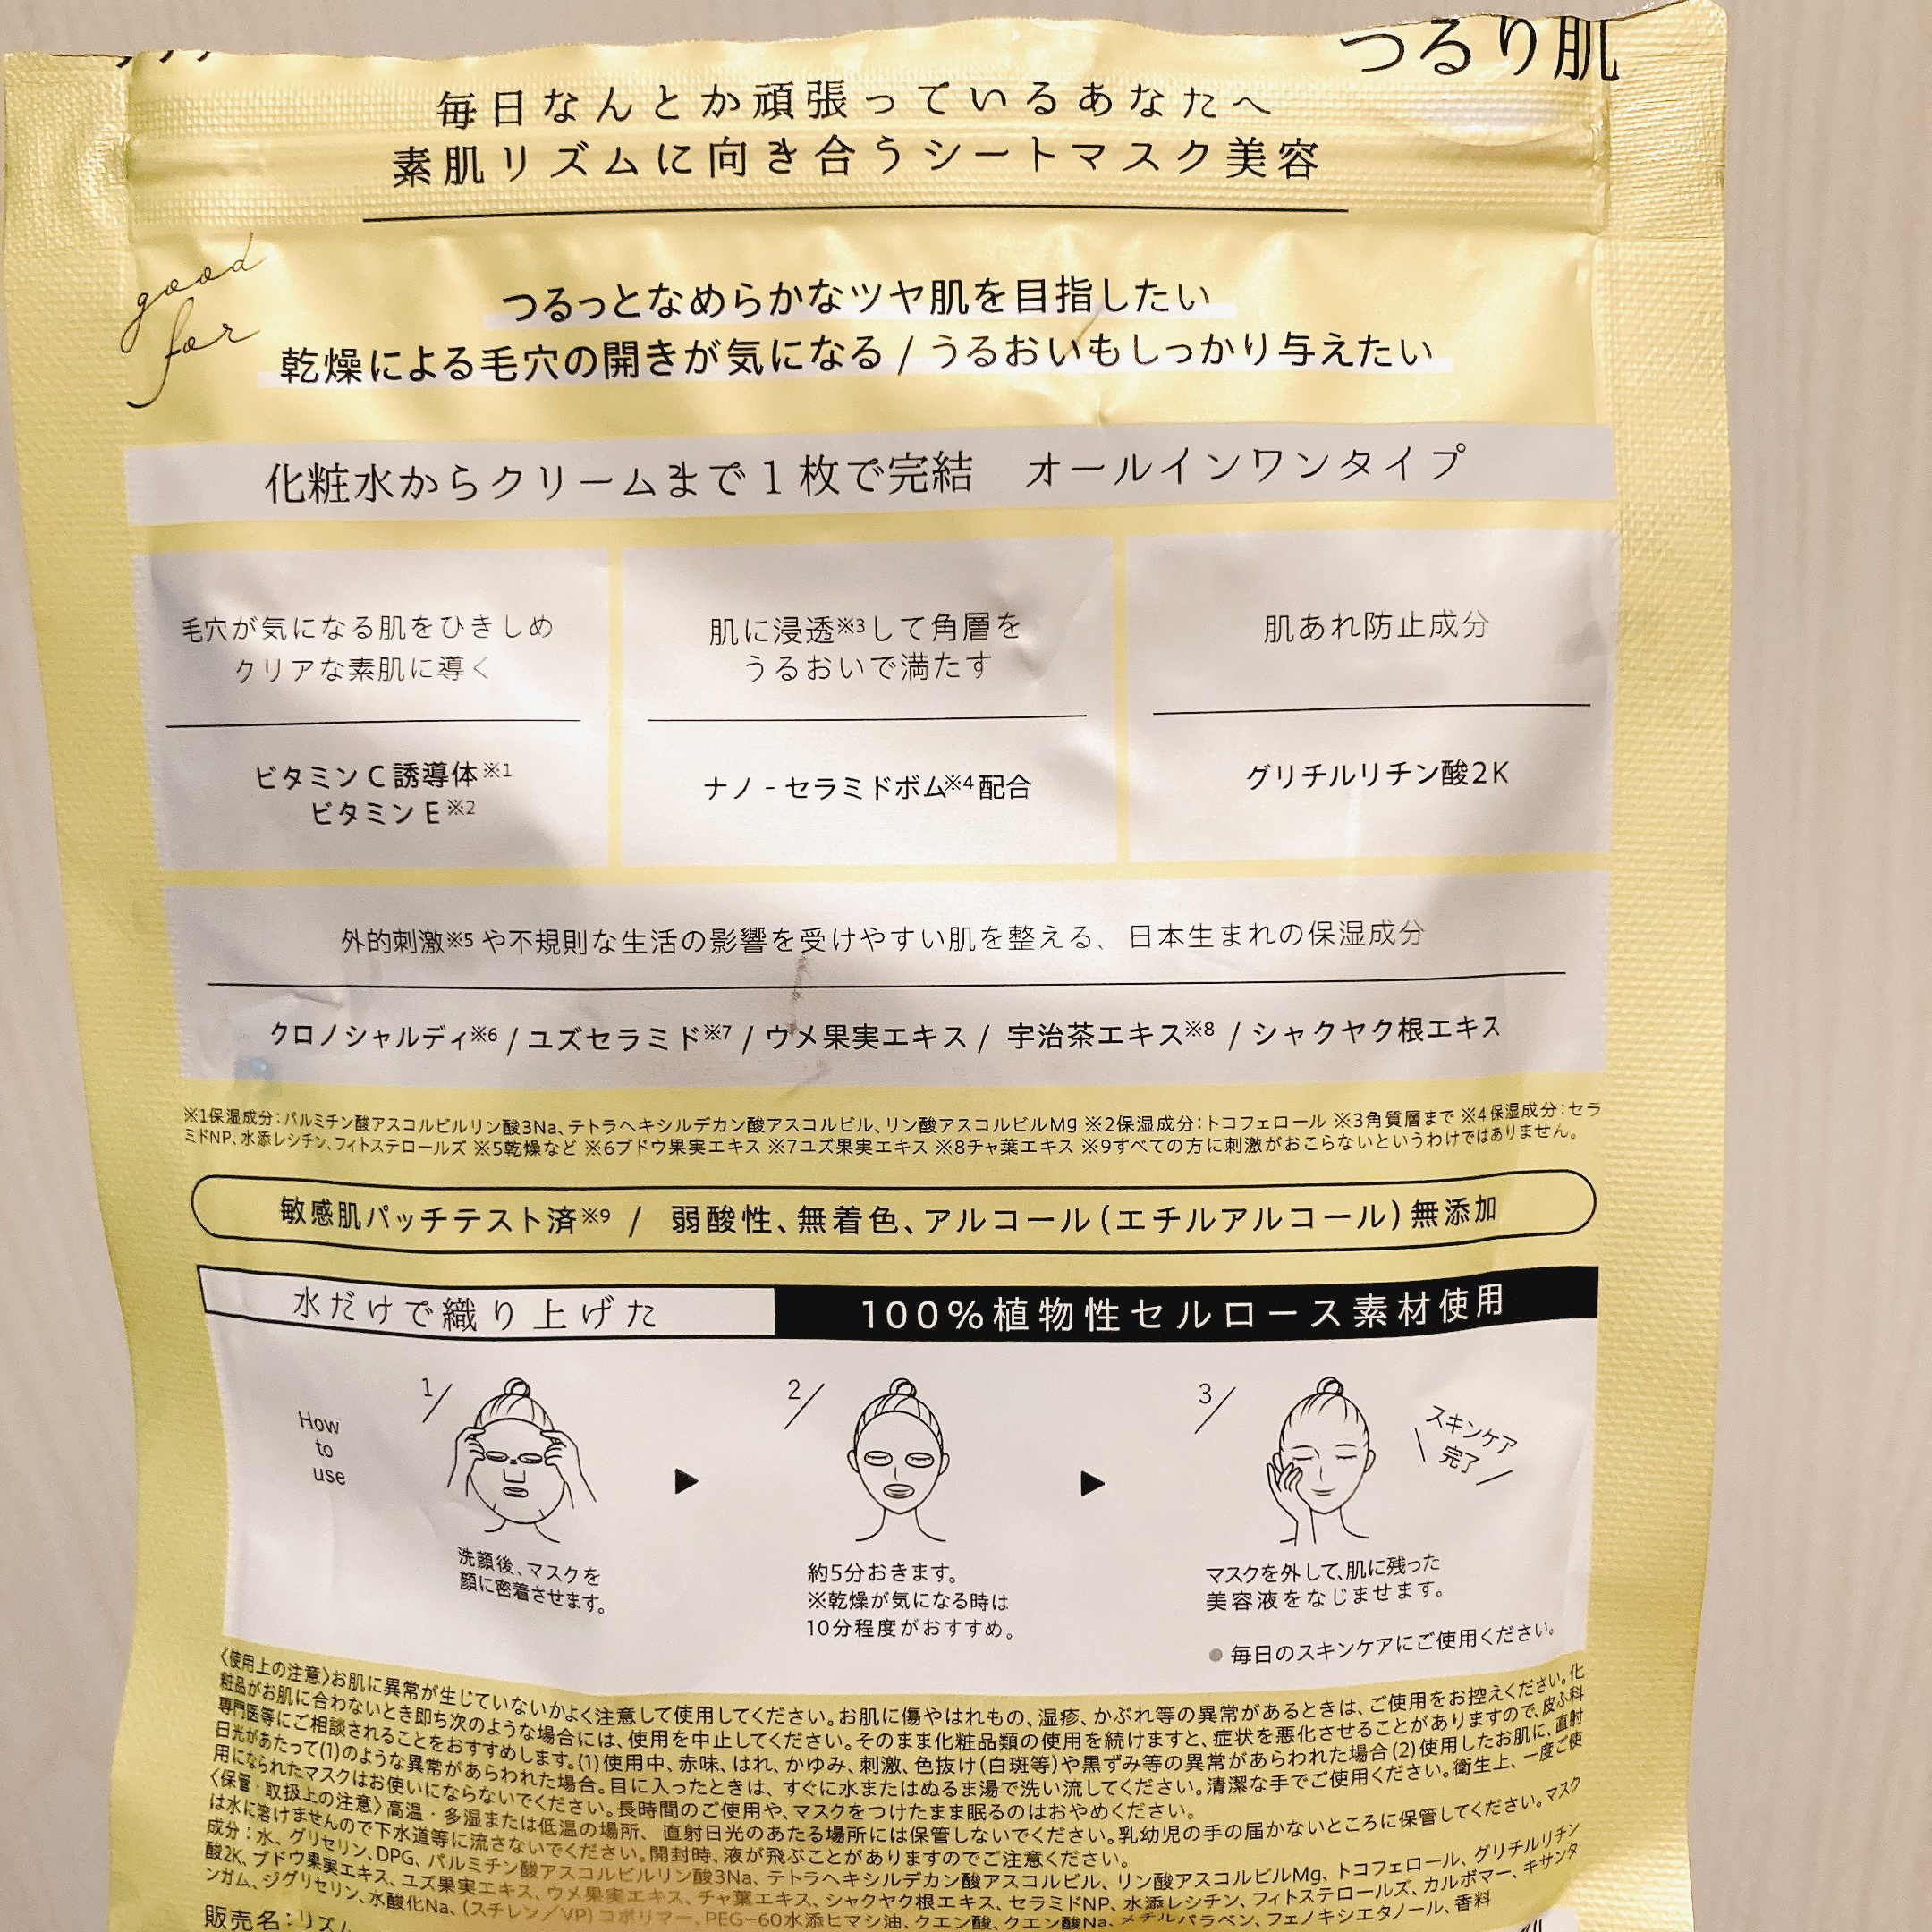 つるり肌
毎日なんとか頑張っているあなたへ
素肌リズムに向き合うシートマスク美容
good
for
つるっとなめらかなツヤ肌を目指したい
乾燥による毛穴の開きが気になる / うるおいもしっかり与えたい
化粧水からクリームまで1枚で完結 オールインワンタイプ
毛穴が気になる肌をひきしめ
クリアな素肌に導く
ビタミンC誘導体※1
ビタミンE※2
肌に浸透※3して角層を
うるおいで満たす
ナノ-セラミドボム※4配合
肌あれ防止成分
グリチルリチン酸2K
外的刺激※5や不規則な生活の影響を受けやすい肌を整える、日本生まれの保湿成分
クロノシャルディ※6 / ユズセラミド※7 / ウメ果実エキス / 宇治茶エキス※8 / シャクヤク根エキス
※1保湿成分:パルミチン酸アスコルビルリン酸3Na、テトラヘキシルデカン酸アスコルビル、リン酸アスコルビルMg ※2保湿成分:トコフェロール ※3角質層まで ※4保湿成分:セラ
ミドNP、水添レシチン、フィトステロールズ ※5乾燥など ※6ブドウ果実エキス ※7ユズ果実エキス ※8チャ葉エキス ※9すべての方に刺激がおこらないというわけではありません。
敏感肌パッチテスト済※9 / 弱酸性、無着色、アルコール(エチルアルコール)無添加
水だけで織り上げた 100%植物性セルロース素材使用
How
to
use
1/
洗顔後、マスクを
顔に密着させます。
2/
約5分おきます。
※乾燥が気になる時は
10分程度がおすすめ。
3/
スキンケア
完了
マスクを外して、肌に残った
美容液をなじませます。
●毎日のスキンケアにご使用ください。
〈使用上の注意〉お肌に異常が生じていないかよく注意して使用してください。お肌に傷やはれもの、湿疹、かぶれ等の異常があるときは、ご使用をお控えください。化
粧品がお肌に合わないとき即ち次のような場合には、使用を中止してください。そのまま化粧品類の使用を続けますと、症状を悪化させることがありますので、皮ふ科
専門医等にご相談されることをおすすめします。(1)使用中、赤味、はれ、かゆみ、刺激、色抜け(白斑等)や黒ずみ等の異常があらわれた場合(2)使用したお肌に、直射
日光があたって(1)のような異常があらわれた場合。目に入ったときは、すぐに水またはぬるま湯で洗い流してください。清潔な手でご使用ください。衛生上、一度ご使
用になられたマスクはお使いにならないでください。長時間のご使用や、マスクをつけたまま眠るのはおやめください。
〈保管・取扱上の注意〉高温・多湿または低温の場所、直射日光のあたる場所には保管しないでください。乳幼児の手の届かないところに保管してください。マスク
は水に溶けませんので下水道等に流さないでください。開封時、液が飛ぶことがありますのでご注意ください。
成分:水、グリセリン、DPG、パルミチン酸アスコルビルリン酸3Na、テトラヘキシルデカン酸アスコルビル、リン酸アスコルビルMg、トコフェロール、グリチルリチン
酸2K、ブドウ果実エキス、ユズ果実エキス、ウメ果実エキス、チャ葉エキス、シャクヤク根エキス、セラミドNP、水添レシチン、フィトステロールズ、カルボマー、キサンタ
ンガム、ジグリセリン、水酸化Na、(スチレン/VP)コポリマー、PEG-60水添ヒマシ油、クエン酸、クエン酸Na、メチルパラベン、フェノキシエタノール、香料
販売名:リズム